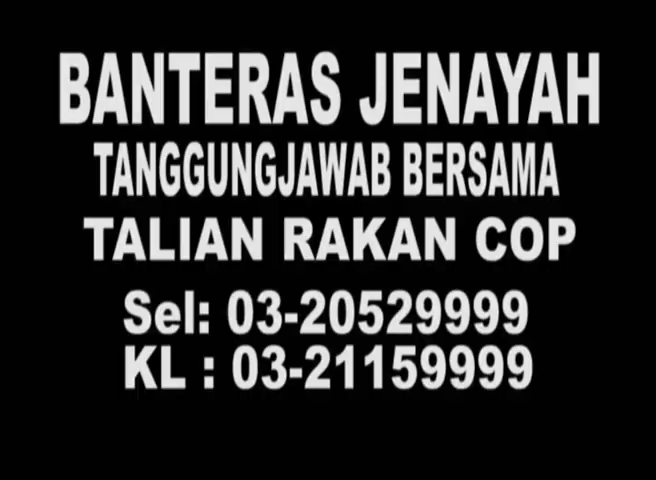 BANTERAS JENAYAH
TANGGUNGJAWAB BERSAMA
TALIAN RAKAN COP
Sel: 03-20529999
KL : 03-21159999